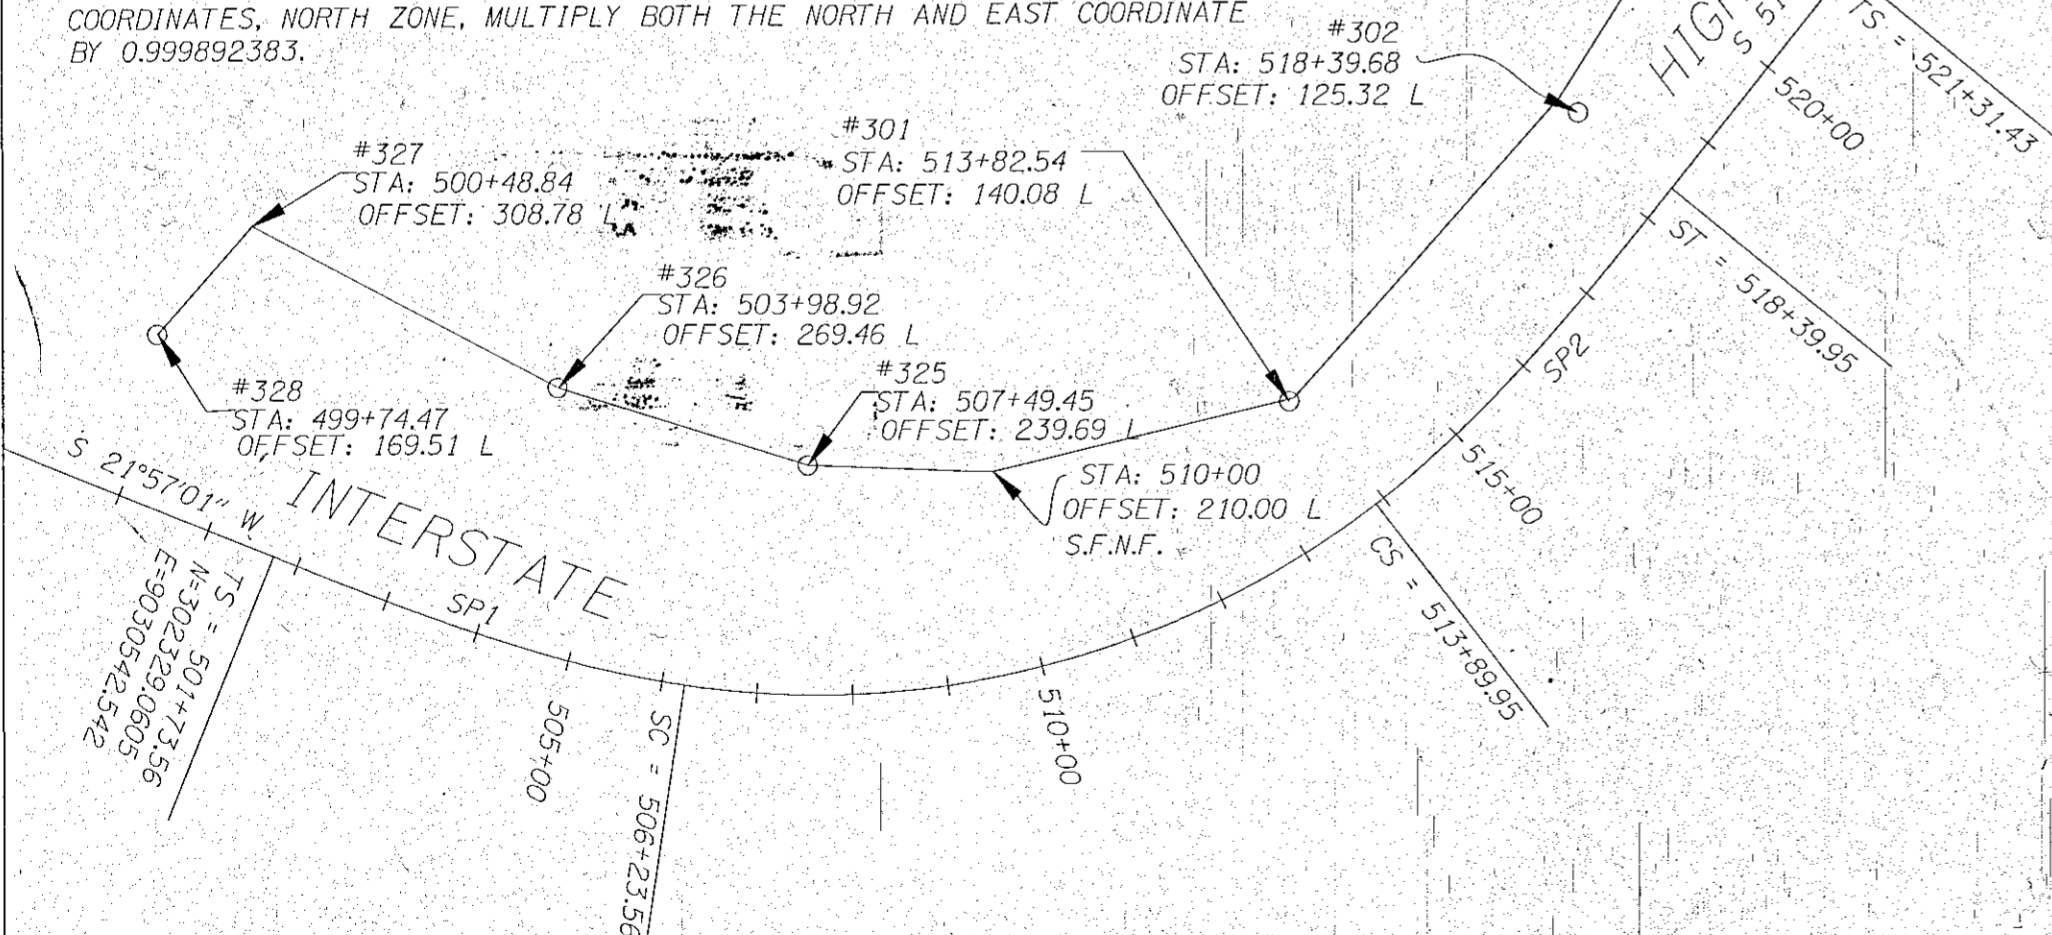 COORDINATES, NORTH ZONE, MULTIPLY BOTH THE NORTH AND EAST COORDINATE
BY 0.999892383.
#302
STA: 518+39.68
OFFSET: 125.32 L
#301
STA: 513+82.54
OFFSET: 140.08 L
#327
STA: 500+48.84
OFFSET: 308.78 L
#326
STA: 503+98.92
OFFSET: 269.46 L
#325
STA: 507+49.45
OFFSET: 239.69 L
#328
STA: 499+74.47
OFFSET: 169.51 L
STA: 510+00
OFFSET: 210.00 L
S.F.N.F.
S 21°57'01" W
INTERSTATE
HIG
S 51
TS = 521+31.43
520+00
ST = 518+39.95
SP2
515+00
CS = 513+89.95
510+00
SP1
505+00
SC = 506+23.56
TS = 501+73.56
N=302329.0605
E=903054&#50;.542